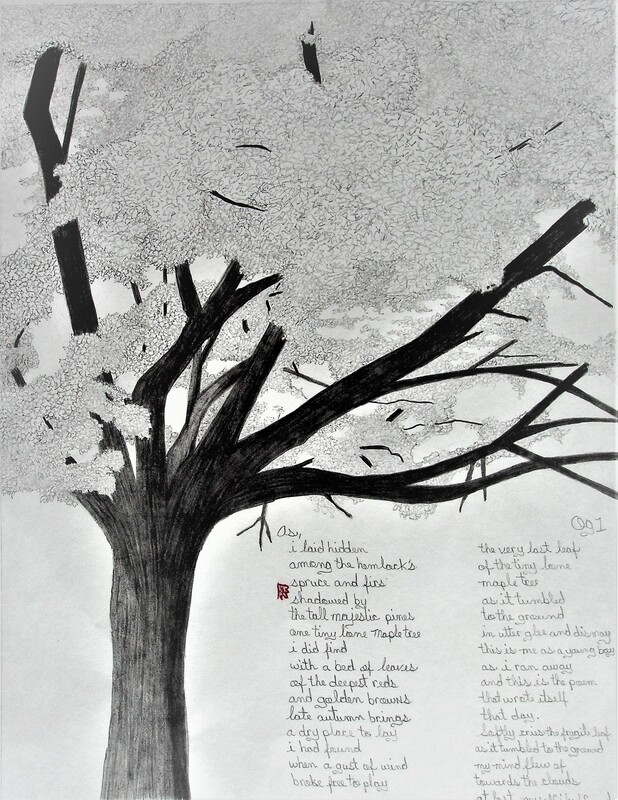 As,,
i laid hidden
among the hemlock's
spruce and firs
shadowed by
the tall majestic pines
one tiny lone maple tree
i did find
with a bed of leaves
of the deepest reds
and golden browns
late autumn brings
a dry place to lay
i had found
when a gust of wind
broke free to play
the very last leaf
of the tiny lone
maple tree
as it tumbled
to the ground
in utter glee and dismay
this is me as a young boy
as i ran away
and this is the poem
that wrote itself
that day.
Softly cries the fragile leaf
as it tumbled to the ground
my mind flew of
towards the clouds
at last